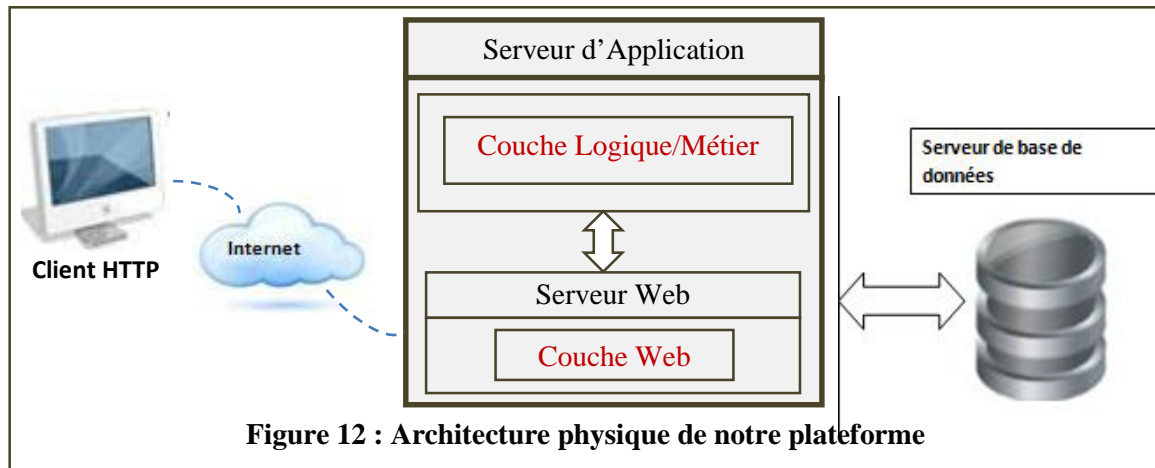 Serveur d’Application
Couche Logique/Métier
Serveur de base de
données
Internet
Client HTTP
Serveur Web
Couche Web
Figure 12 : Architecture physique de notre plateforme